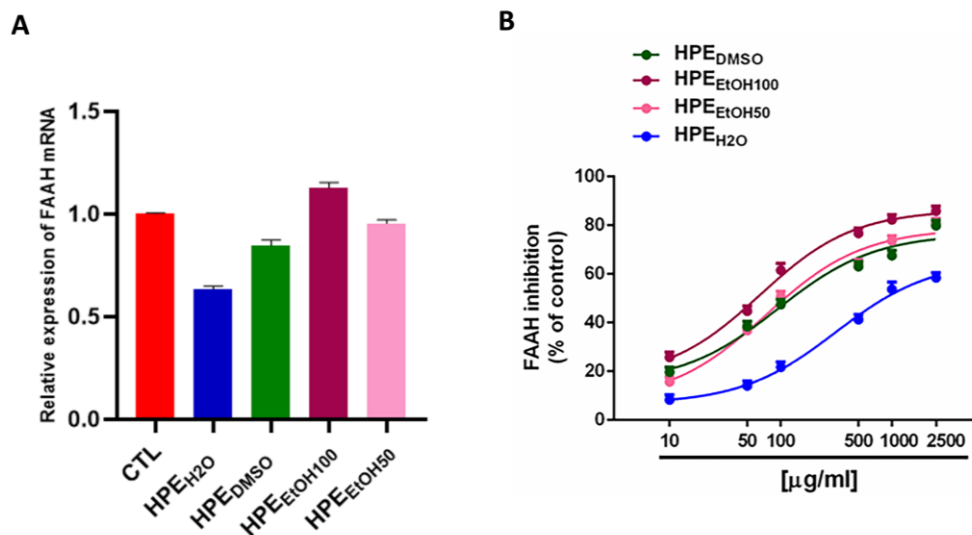 A
Relative expression of FAAH mRNA
1.5
1.0
0.5
0.0
CTL
HPEH2O
HPEDMSO
HPEEtOH100
HPEEtOH50
B
HPEDMSO
HPEEtOH100
HPEEtOH50
HPEH2O
FAAH inhibition
(% of control)
100
80
60
40
20
0
10 50 100 500 1000 2500
[µg/ml]